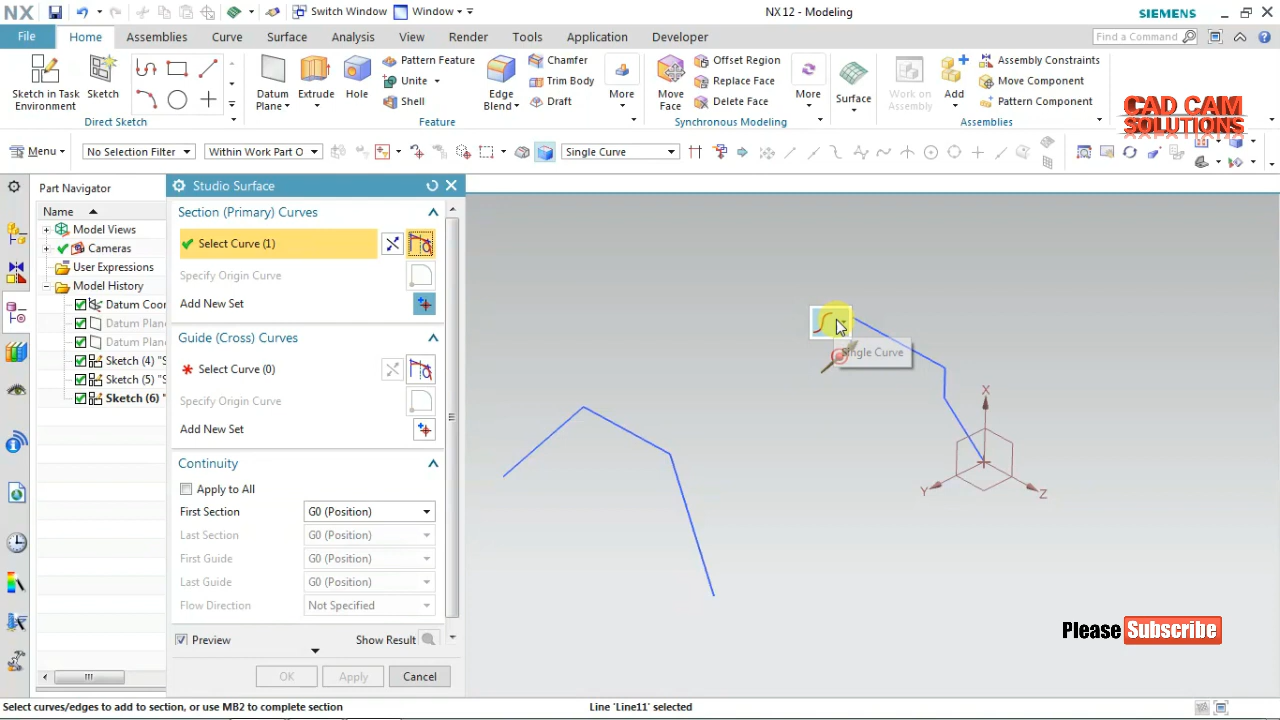 NX
Switch Window
Window
NX 12 - Modeling
SIEMENS
File
Home
Assemblies
Curve
Surface
Analysis
View
Render
Tools
Application
Developer
Find a Command
Sketch in Task Environment
Sketch
Direct Sketch
Datum Plane
Extrude
Hole
Pattern Feature
Unite
Shell
Edge Blend
Chamfer
Trim Body
Draft
More
Feature
Move Face
Offset Region
Replace Face
Delete Face
More
Synchronous Modeling
Surface
Work on Assembly
Add
Assembly Constraints
Move Component
Pattern Component
Assemblies
CAD CAM
SOLUTIONS
Menu
No Selection Filter
Within Work Part O
Single Curve
Part Navigator
Name
Model Views
Cameras
User Expressions
Model History
Datum Coor
Datum Plane
Datum Plane
Sketch (4) "S
Sketch (5) "S
Sketch (6) "
Studio Surface
Section (Primary) Curves
Select Curve (1)
Specify Origin Curve
Add New Set
Guide (Cross) Curves
Select Curve (0)
Specify Origin Curve
Add New Set
Continuity
Apply to All
First Section
G0 (Position)
Last Section
G0 (Position)
First Guide
G0 (Position)
Last Guide
G0 (Position)
Flow Direction
Not Specified
Preview
Show Result
OK
Apply
Cancel
Single Curve
X
Y
Z
Please Subscribe
Select curves/edges to add to section, or use MB2 to complete section
Line 'Line11' selected